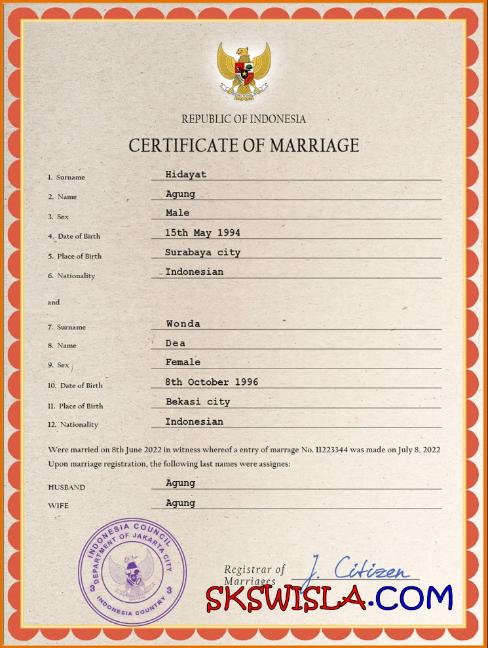 REPUBLIC OF INDONESIA
CERTIFICATE OF MARRIAGE
1. Surname Hidayat
2. Name Agung
3. Sex Male
4. Date of Birth 15th May 1994
5. Place of Birth Surabaya city
6. Nationality Indonesian
and
7. Surname Wonda
8. Name Dea
9. Sex Female
10. Date of Birth 8th October 1996
11. Place of Birth Bekasi city
12. Nationality Indonesian
Were married on 8th June 2022 in witness whereof a entry of marrage No. 11223344 was made on July 8, 2022
Upon marriage registration, the following last names were assignes:
HUSBAND Agung
WIFE Agung
INDONESIA COUNCIL
DEPARTMENT OF JAKARTA CITY
INDONESIA COUNTRY
Registrar of
Marriages
J. Citizen
SKSWISLA.COM